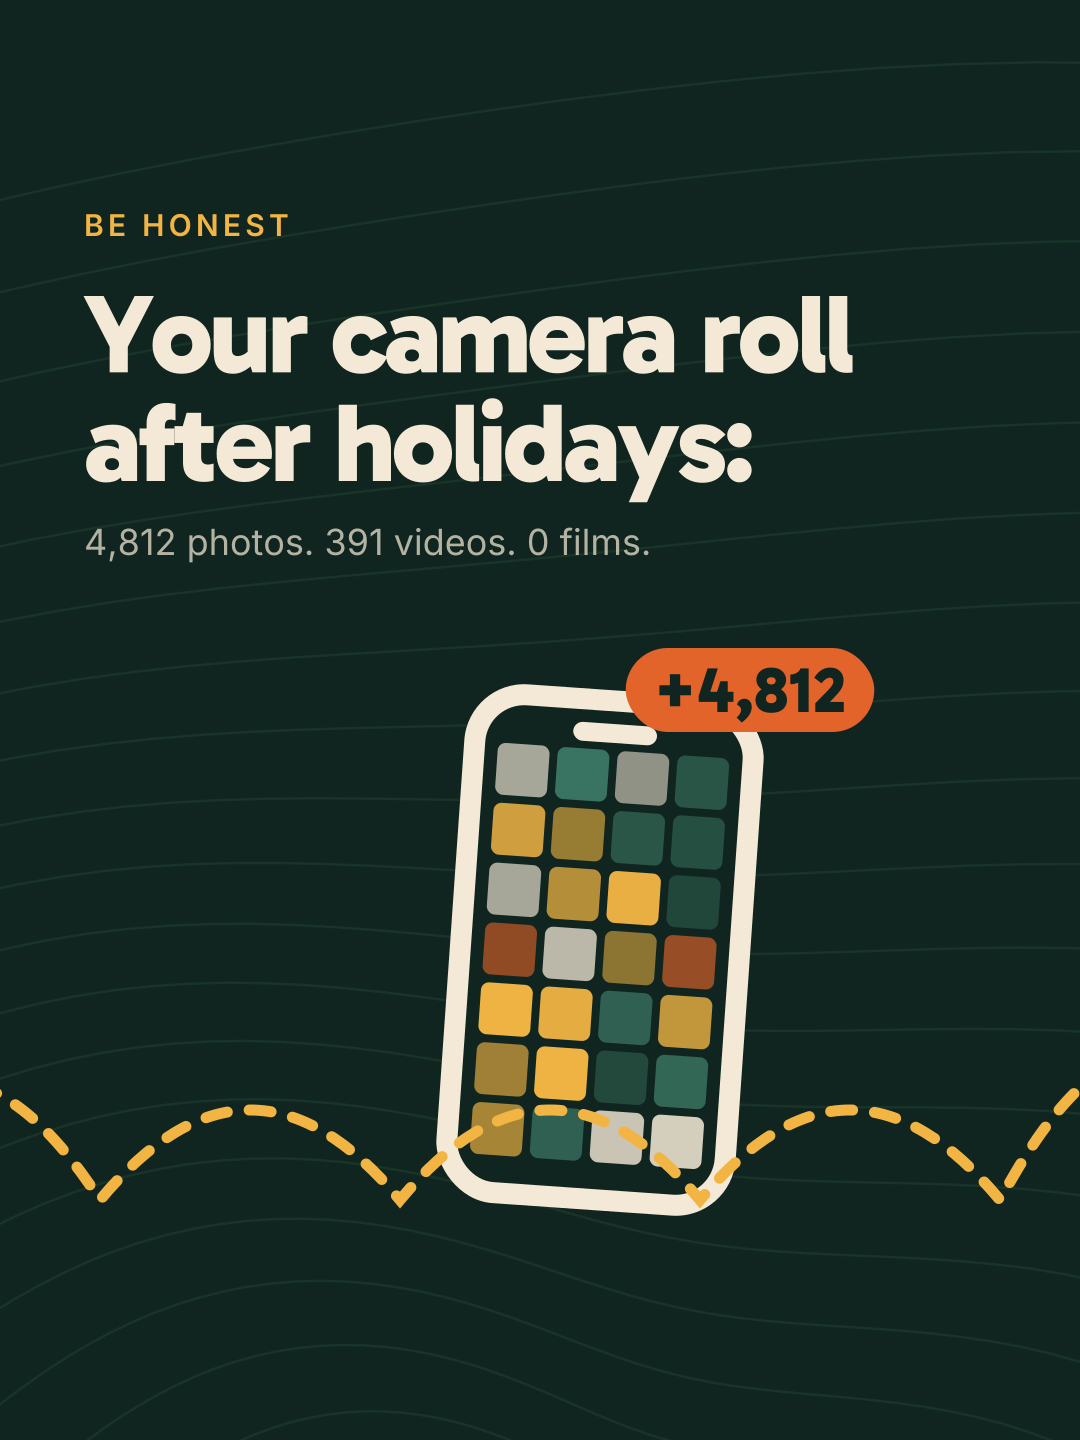 BE HONEST
Your camera roll
after holidays:
4,812 photos. 391 videos. 0 films.
+4,812